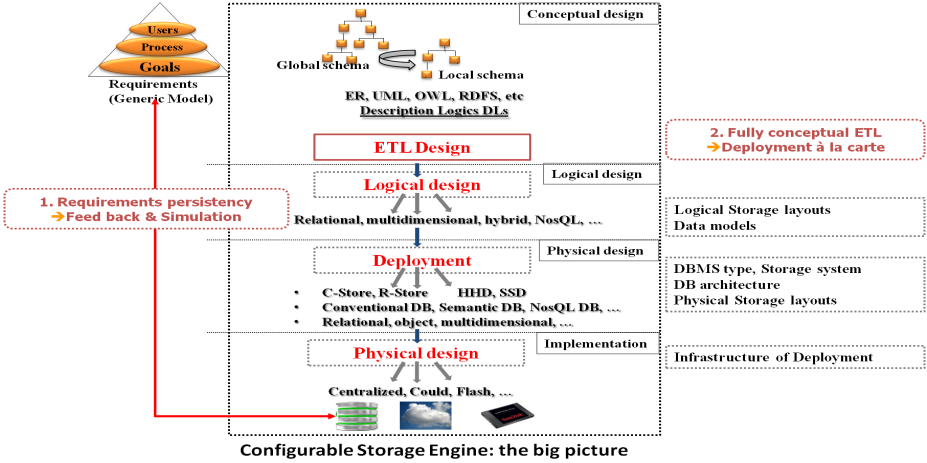 Users
Process
Goals
Requirements
(Generic Model)
Conceptual design
Global schema
Local schema
ER, UML, OWL, RDFS, etc
Description Logics DLs
ETL Design
2. Fully conceptual ETL
➔Deployment à la carte
Logical design
Logical design
1. Requirements persistency
➔Feed back & Simulation
Relational, multidimensional, hybrid, NosQL, …
Logical Storage layouts
Data models
Physical design
Deployment
• C-Store, R-Store HHD, SSD
• Conventional DB, Semantic DB, NosQL DB, …
• Relational, object, multidimensional, …
DBMS type, Storage system
DB architecture
Physical Storage layouts
Implementation
Physical design
Infrastructure of Deployment
Centralized, Could, Flash, …
Configurable Storage Engine: the big picture